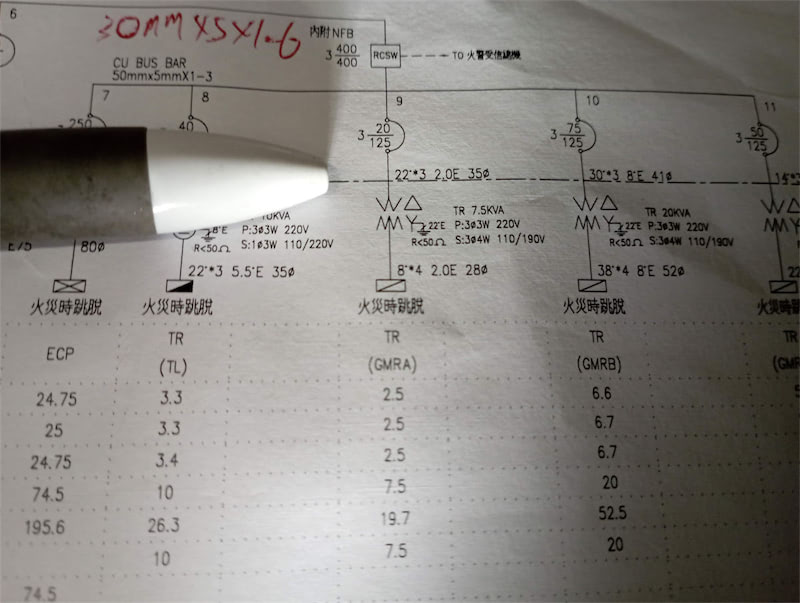 6
30MM X5X1.6
內附 NFB
3 400/400
RCSW
TO 火警受信總機
CU BUS BAR
50mmx5mmX1-3
7
8
9
10
11
250
40
3 20/125
3 75/125
3 50/125
22°*3 2.0E 35ø
30°*3 8°E 41ø
10KVA
P:3ø3W 220V
S:1ø3W 110/220V
8°E
R<50Ω
TR 7.5KVA
P:3ø3W 220V
S:3ø4W 110/190V
22°E
R<50Ω
TR 20KVA
P:3ø3W 220V
S:3ø4W 110/190V
22°E
R<50Ω
80ø
22°*3 5.5°E 35ø
8°*4 2.0E 28ø
38°*4 8°E 52ø
22
火災時跳脫
火災時跳脫
火災時跳脫
火災時跳脫
火災時跳
ECP
TR
(TL)
TR
(GMRA)
TR
(GMRB)
TR
24.75 3.3 2.5 6.6
25 3.3 2.5 6.7
24.75 3.4 2.5 6.7
74.5 10 7.5 20
195.6 26.3 19.7 52.5
10 7.5 20
74.5